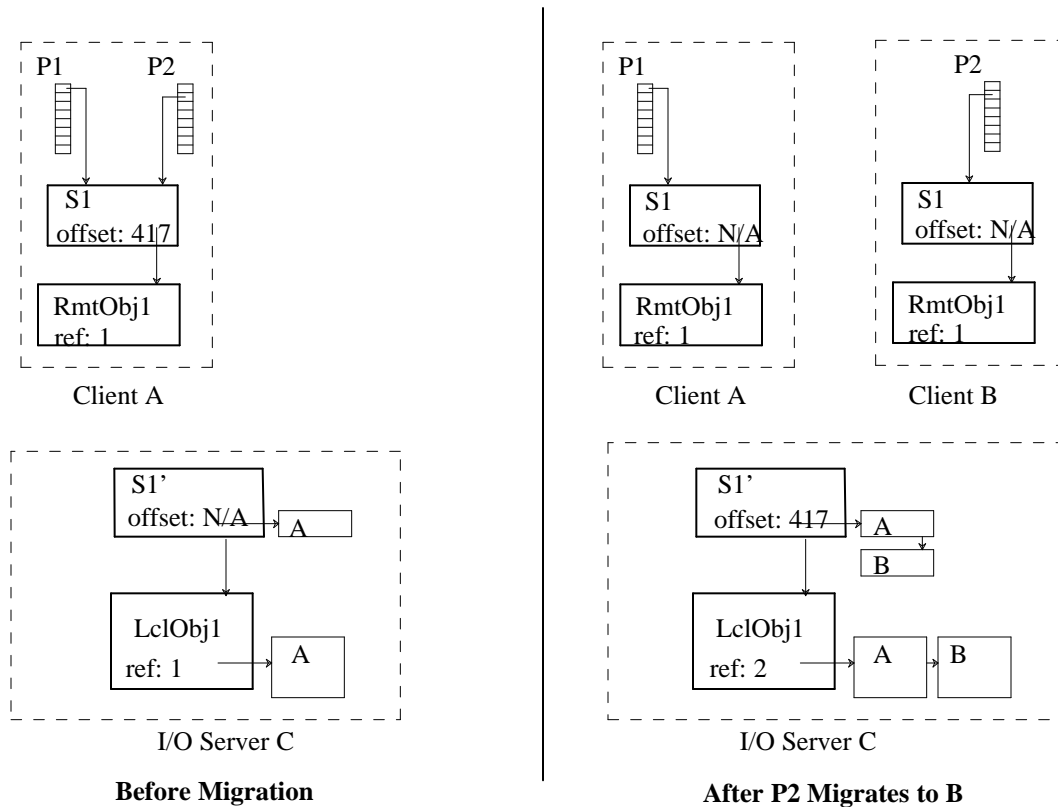 P1
P2
S1
offset: 417
RmtObj1
ref: 1
Client A
S1’
offset: N/A
A
LclObj1
ref: 1
A
I/O Server C
Before Migration
P1
S1
offset: N/A
RmtObj1
ref: 1
Client A
P2
S1
offset: N/A
RmtObj1
ref: 1
Client B
S1’
offset: 417
A
B
LclObj1
ref: 2
A
B
I/O Server C
After P2 Migrates to B